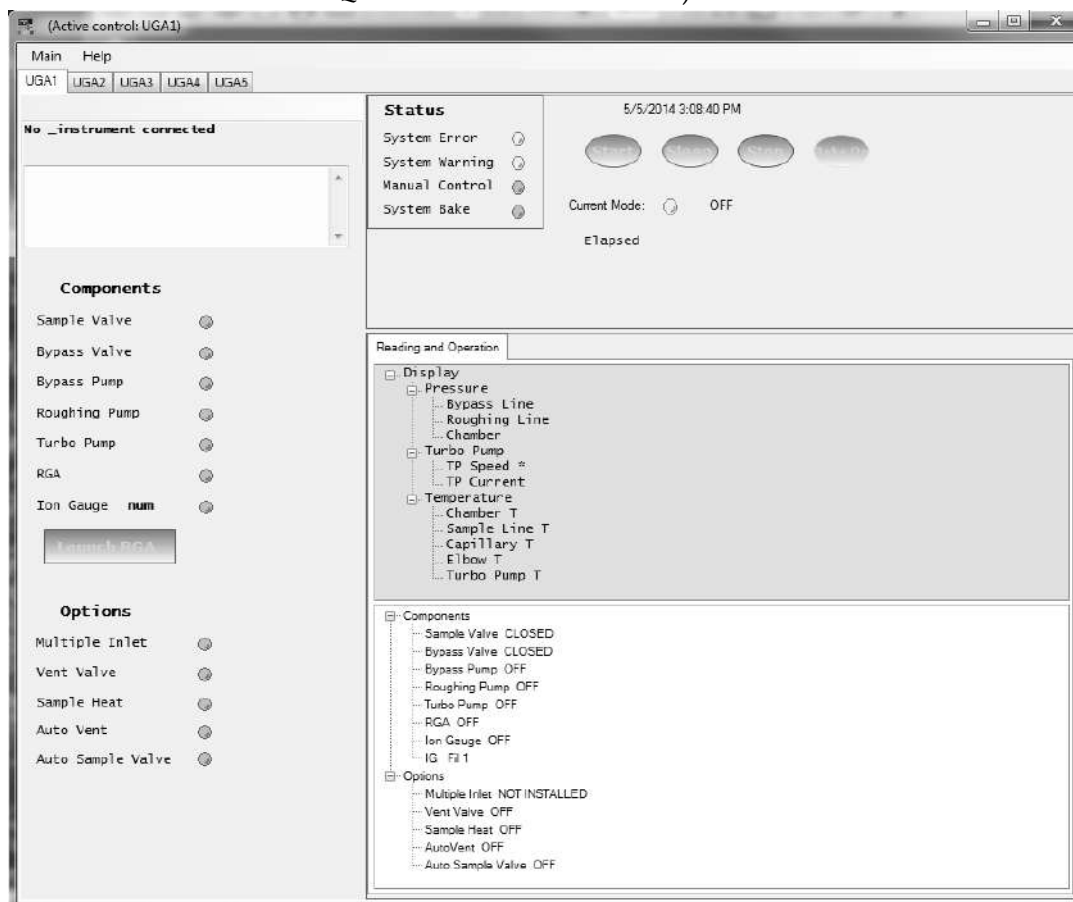 (Active control: UGA1)
Main Help
UGA1 UGA2 UGA3 UGA4 UGA5
No _instrument connected
Status
System Error
System Warning
Manual Control
System Bake
5/5/2014 3:08:40 PM
Start Sleep Stop
Current Mode: OFF
Elapsed
Components
Sample Valve
Bypass Valve
Bypass Pump
Roughing Pump
Turbo Pump
RGA
Ion Gauge num
Launch RGA
Options
Multiple Inlet
Vent Valve
Sample Heat
Auto Vent
Auto Sample Valve
Reading and Operation
Display
Pressure
Bypass Line
Roughing Line
Chamber
Turbo Pump
TP Speed *
TP Current
Temperature
Chamber T
Sample Line T
Capillary T
Elbow T
Turbo Pump T
Components
Sample Valve CLOSED
Bypass Valve CLOSED
Bypass Pump OFF
Roughing Pump OFF
Turbo Pump OFF
RGA OFF
Ion Gauge OFF
IG Fil 1
Options
Multiple Inlet NOT INSTALLED
Vent Valve OFF
Sample Heat OFF
AutoVent OFF
Auto Sample Valve OFF